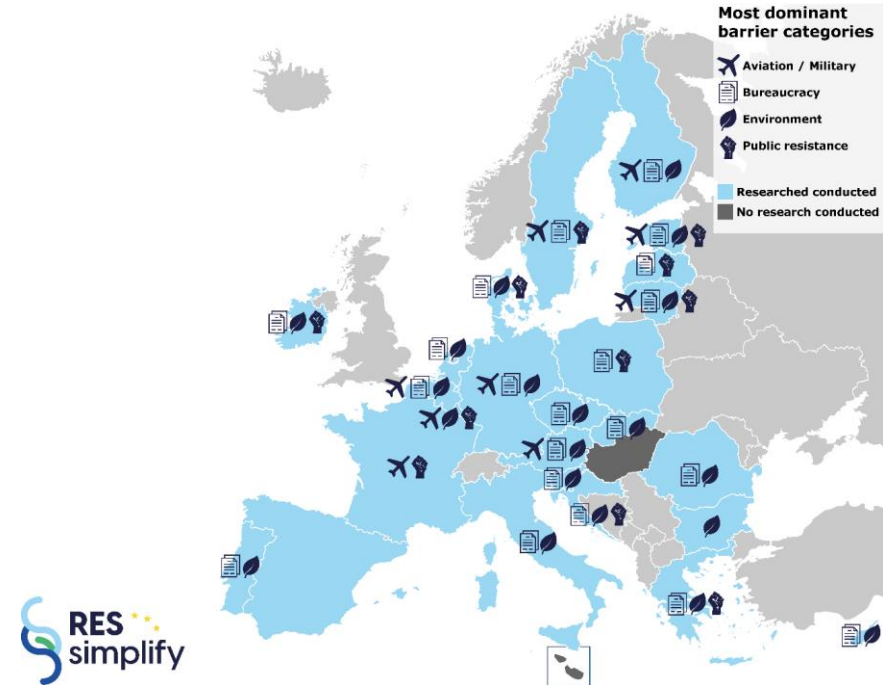 Most dominant
barrier categories
Aviation / Military
Bureaucracy
Environment
Public resistance
Researched conducted
No research conducted
RES
simplify